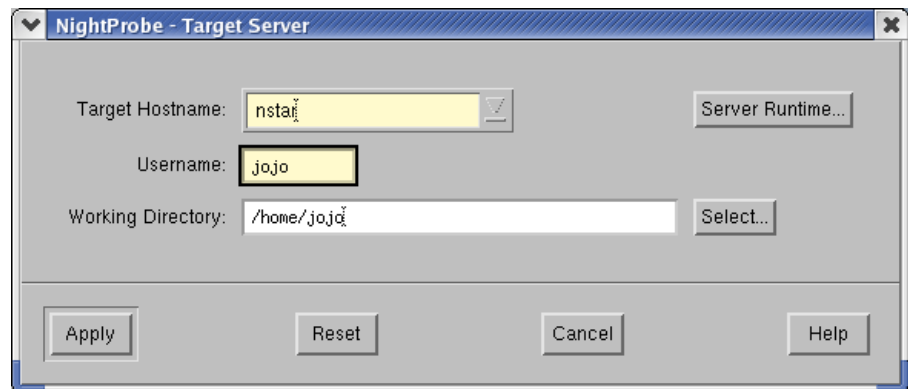 NightProbe - Target Server
Target Hostname: nstar Server Runtime...
Username: jojo
Working Directory: /home/jojo Select...
Apply Reset Cancel Help